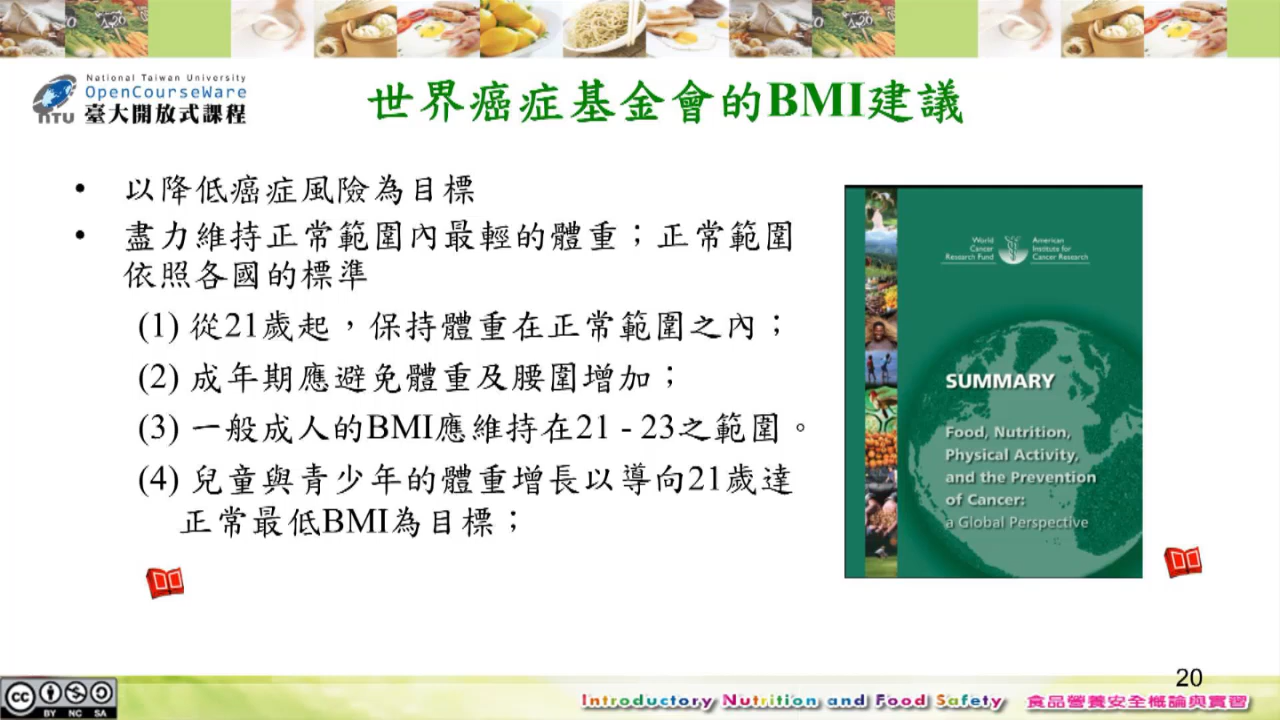 National Taiwan University
OpenCourseWare
NTU 臺大開放式課程
世界癌症基金會的BMI建議
• 以降低癌症風險為目標
• 盡力維持正常範圍內最輕的體重；正常範圍
依照各國的標準
(1) 從21歲起，保持體重在正常範圍之內；
(2) 成年期應避免體重及腰圍增加；
(3) 一般成人的BMI應維持在21 - 23之範圍。
(4) 兒童與青少年的體重增長以導向21歲達
正常最低BMI為目標；
World
Cancer
Research Fund
American
Institute for
Cancer Research
SUMMARY
Food, Nutrition,
Physical Activity,
and the Prevention
of Cancer:
a Global Perspective
20
cc BY NC SA
Introductory Nutrition and Food Safety 食品營養安全概論與實習